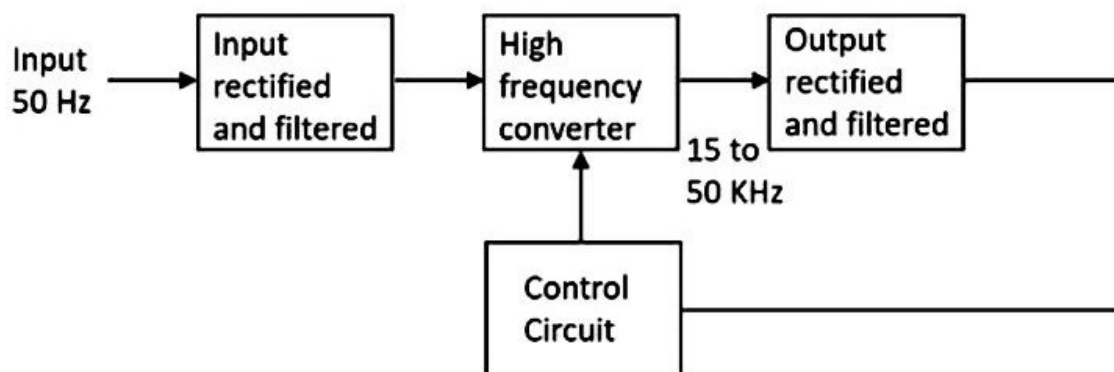 Input
50 Hz
Input
rectified
and filtered
High
frequency
converter
15 to
50 KHz
Output
rectified
and filtered
Control
Circuit